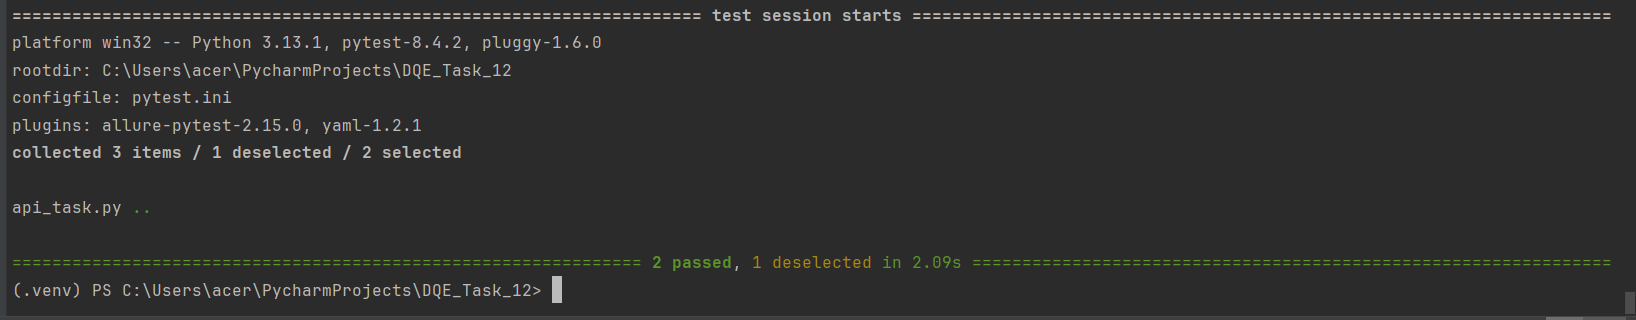 ===================================================================== test session starts ======================================================================
platform win32 -- Python 3.13.1, pytest-8.4.2, pluggy-1.6.0
rootdir: C:\Users\acer\PycharmProjects\DQE_Task_12
configfile: pytest.ini
plugins: allure-pytest-2.15.0, yaml-1.2.1
collected 3 items / 1 deselected / 2 selected
api_task.py ..
=============================================================== 2 passed, 1 deselected in 2.09s ================================================================
(.venv) PS C:\Users\acer\PycharmProjects\DQE_Task_12>